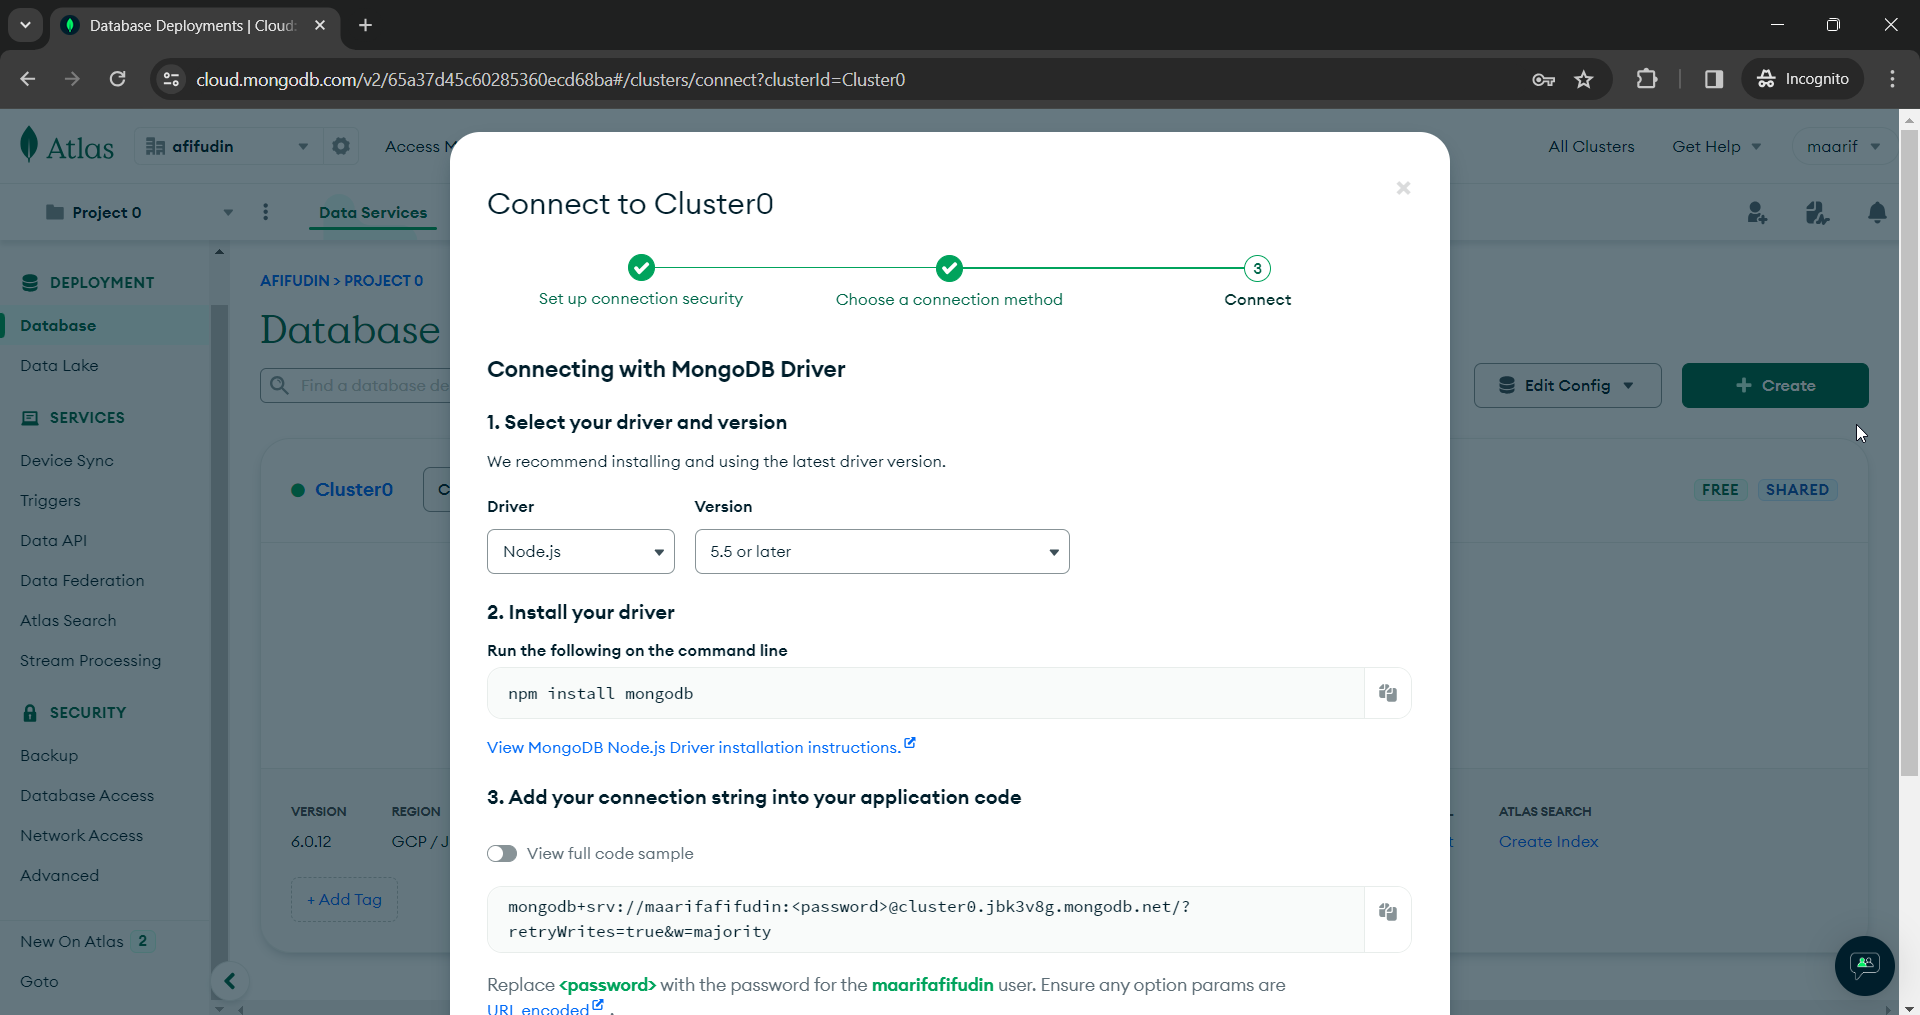 Database Deployments | Cloud:
cloud.mongodb.com/v2/65a37d45c60285360ecd68ba#/clusters/connect?clusterId=Cluster0
Incognito
Atlas
afifudin
Access
All Clusters
Get Help
maarif
Project 0
Data Services
DEPLOYMENT
Database
Data Lake
SERVICES
Device Sync
Triggers
Data API
Data Federation
Atlas Search
Stream Processing
SECURITY
Backup
Database Access
Network Access
Advanced
New On Atlas 2
Goto
AFIFUDIN > PROJECT 0
Database
Find a database de
Edit Config
+ Create
Cluster0
FREE
SHARED
VERSION
6.0.12
REGION
GCP / J
+ Add Tag
ATLAS SEARCH
Create Index
Connect to Cluster0
Set up connection security
Choose a connection method
3
Connect
Connecting with MongoDB Driver
1. Select your driver and version
We recommend installing and using the latest driver version.
Driver
Version
Node.js
5.5 or later
2. Install your driver
Run the following on the command line
npm install mongodb
View MongoDB Node.js Driver installation instructions.
3. Add your connection string into your application code
View full code sample
mongodb+srv://maarifafifudin:<password>@cluster0.jbk3v8g.mongodb.net/?
retryWrites=true&w=majority
Replace <password> with the password for the maarifafifudin user. Ensure any option params are
URL encoded.